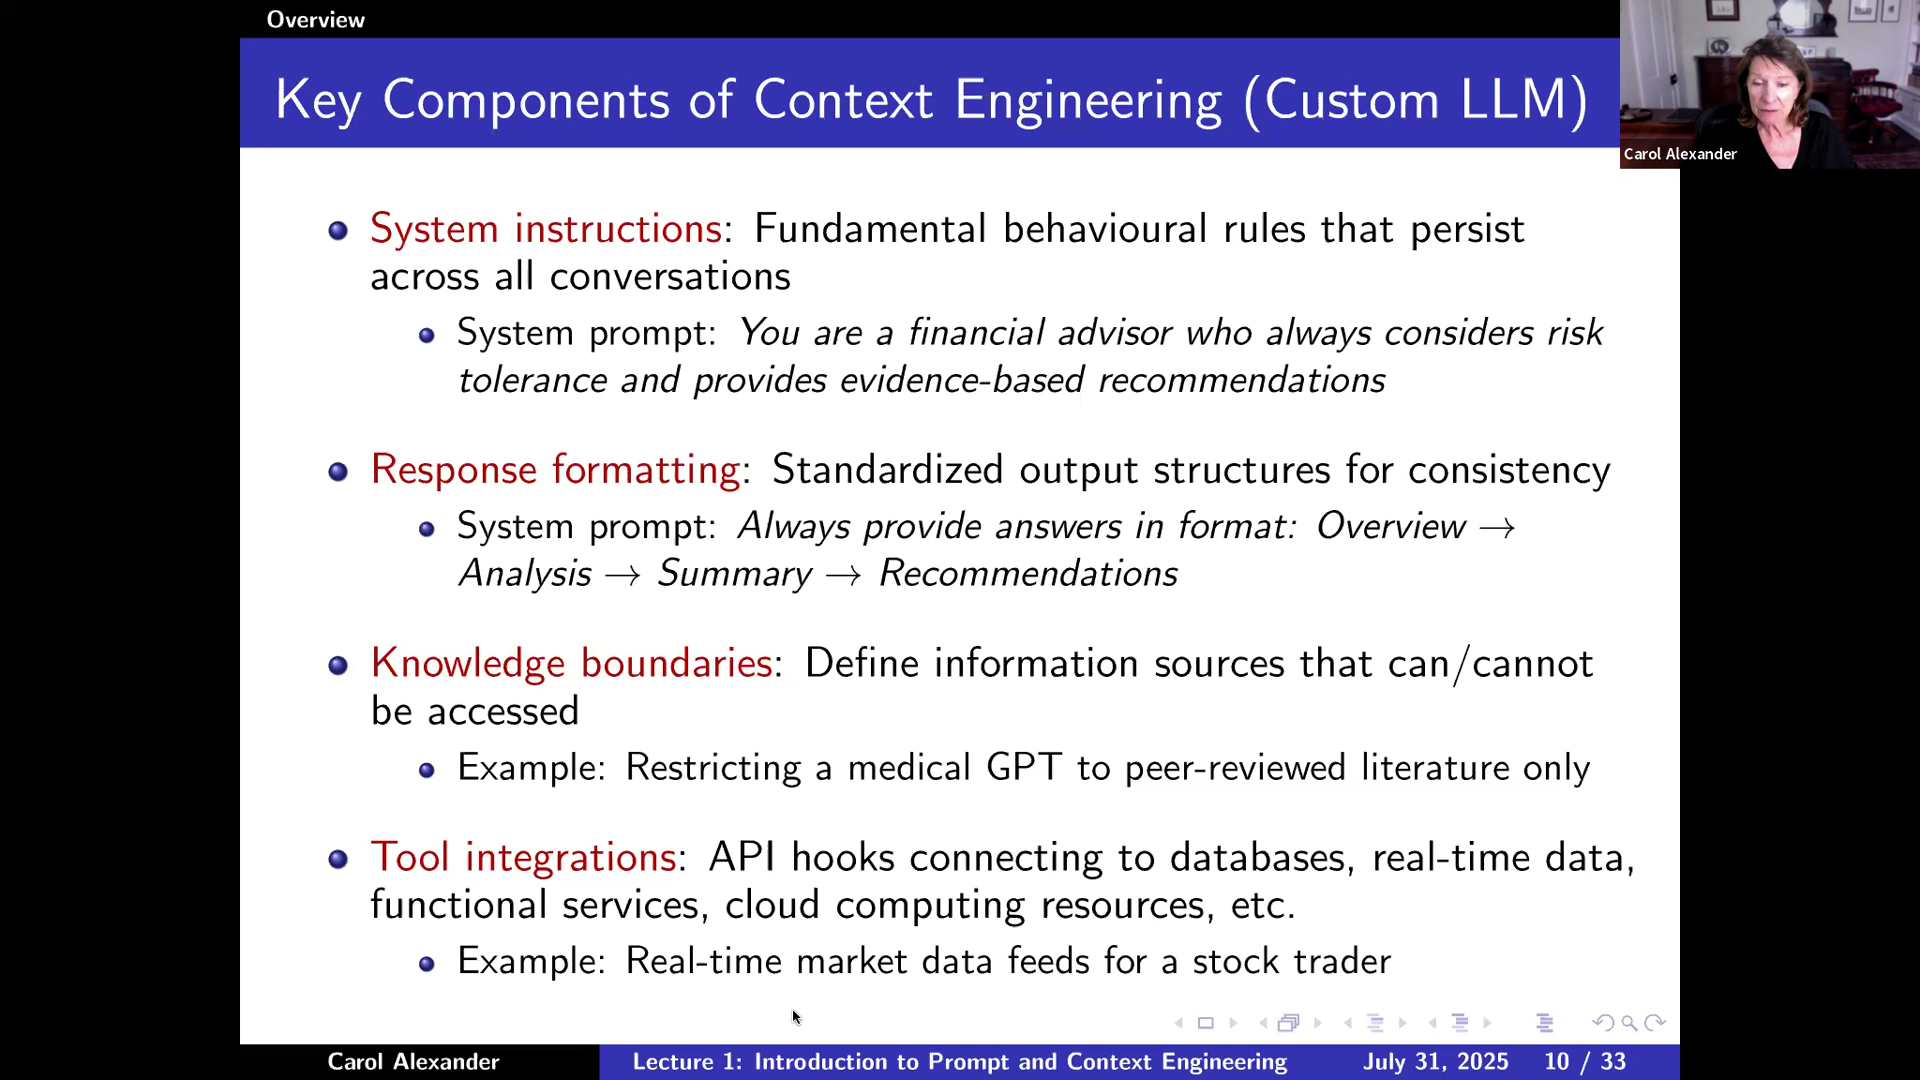 Overview
Key Components of Context Engineering (Custom LLM)
Carol Alexander
System instructions: Fundamental behavioural rules that persist
across all conversations
System prompt: You are a financial advisor who always considers risk
tolerance and provides evidence-based recommendations
Response formatting: Standardized output structures for consistency
System prompt: Always provide answers in format: Overview →
Analysis → Summary → Recommendations
Knowledge boundaries: Define information sources that can/cannot
be accessed
Example: Restricting a medical GPT to peer-reviewed literature only
Tool integrations: API hooks connecting to databases, real-time data,
functional services, cloud computing resources, etc.
Example: Real-time market data feeds for a stock trader
Carol Alexander Lecture 1: Introduction to Prompt and Context Engineering July 31, 2025 10 / 33